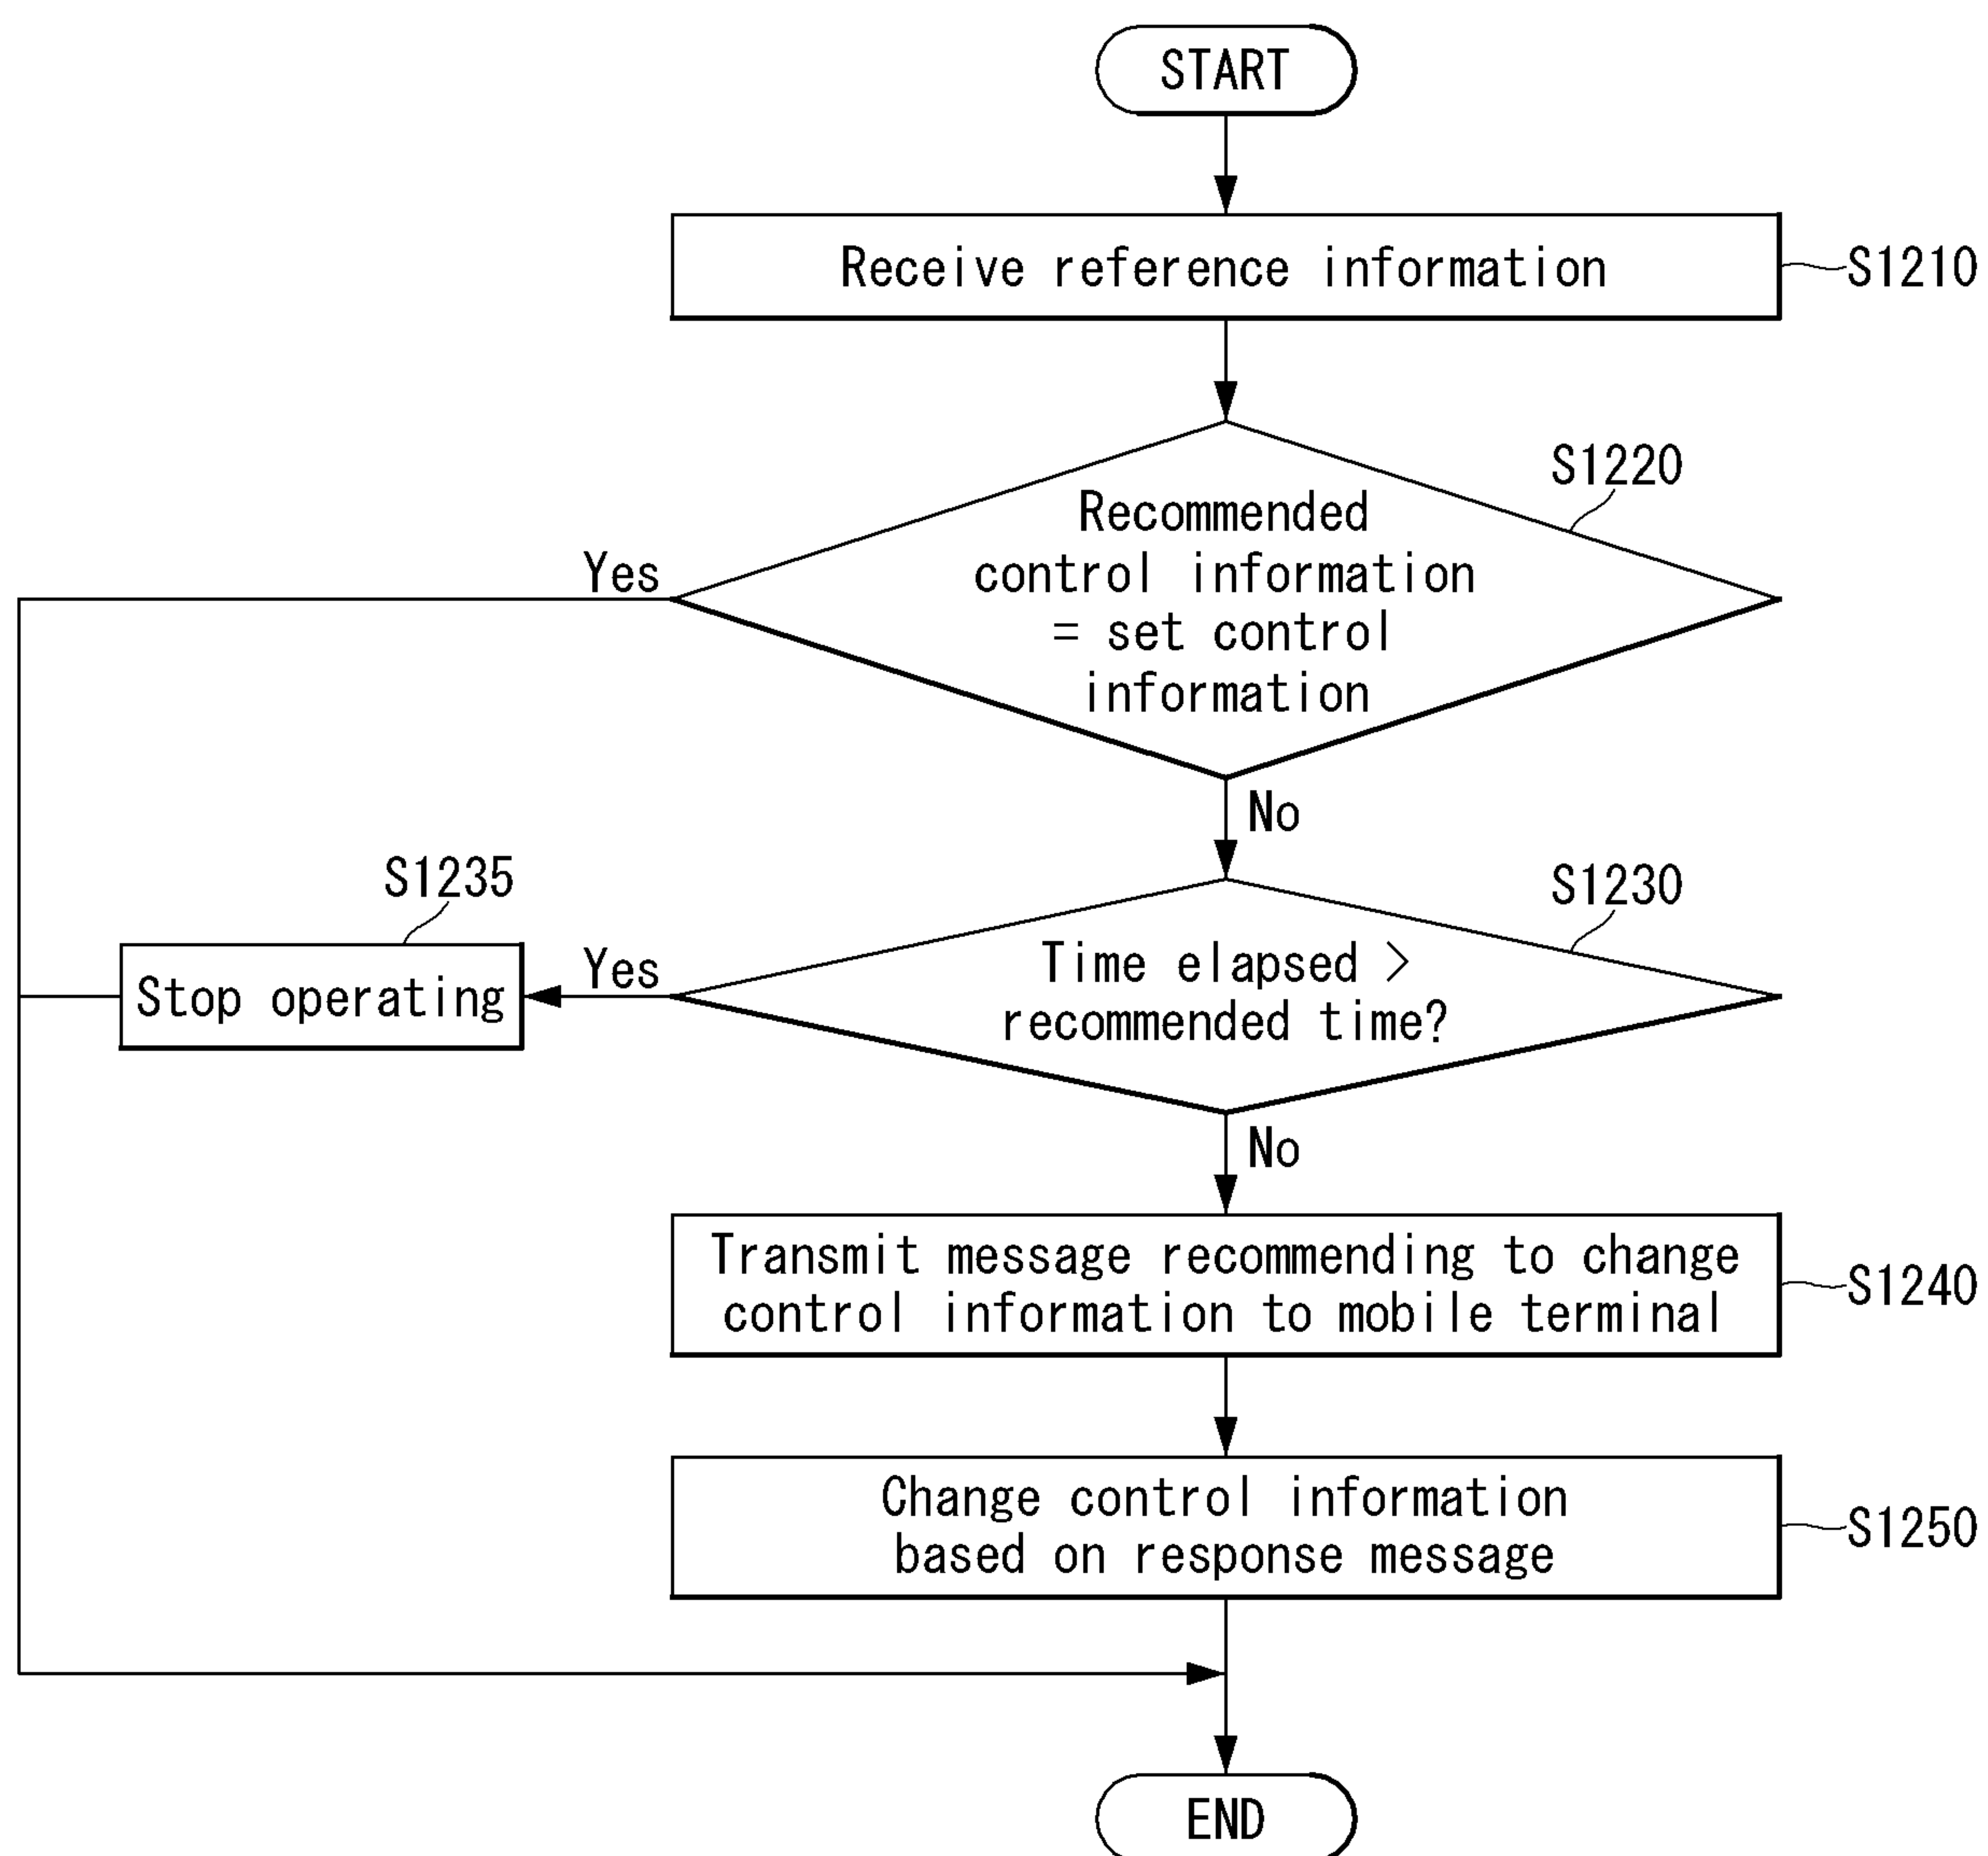 START
Receive reference information
S1210
S1220
Recommended
control information
= set control
information
Yes
No
S1235
S1230
Stop operating
Yes
Time elapsed >
recommended time?
No
Transmit message recommending to change
control information to mobile terminal
S1240
Change control information
based on response message
S1250
END